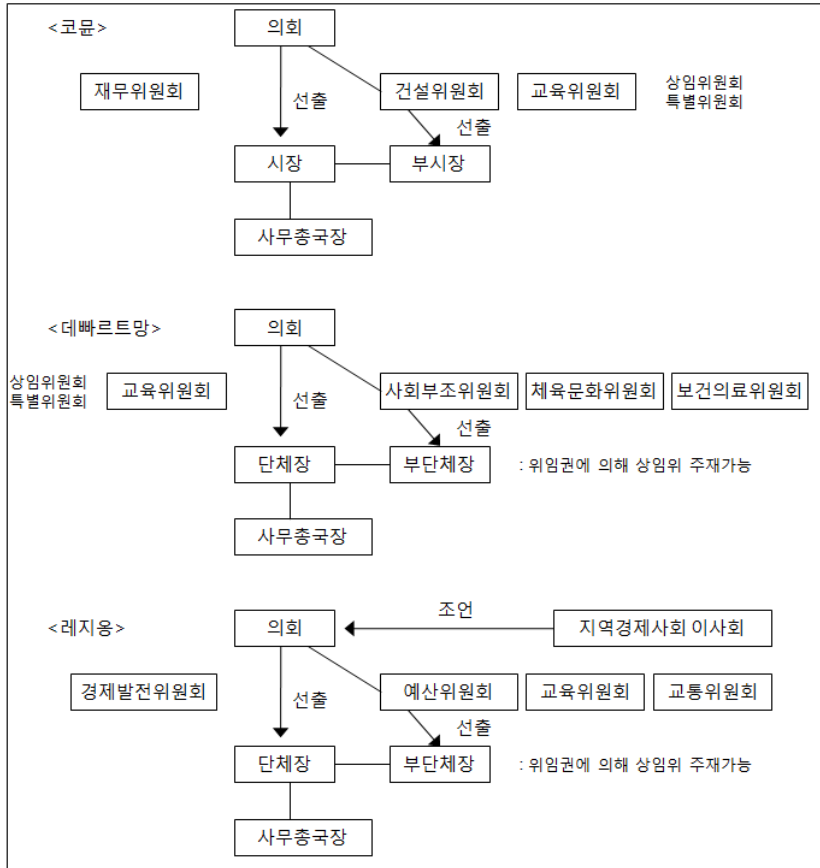 <코뮨>
의회
재무위원회
선출
건설위원회
교육위원회
상임위원회
특별위원회
선출
시장
부시장
사무총국장
<데빠르트망>
의회
상임위원회
특별위원회
교육위원회
선출
사회부조위원회
체육문화위원회
보건의료위원회
선출
단체장
부단체장
: 위임권에 의해 상임위 주재가능
사무총국장
<레지옹>
의회
조언
지역경제사회 이사회
경제발전위원회
선출
예산위원회
교육위원회
교통위원회
선출
단체장
부단체장
: 위임권에 의해 상임위 주재가능
사무총국장